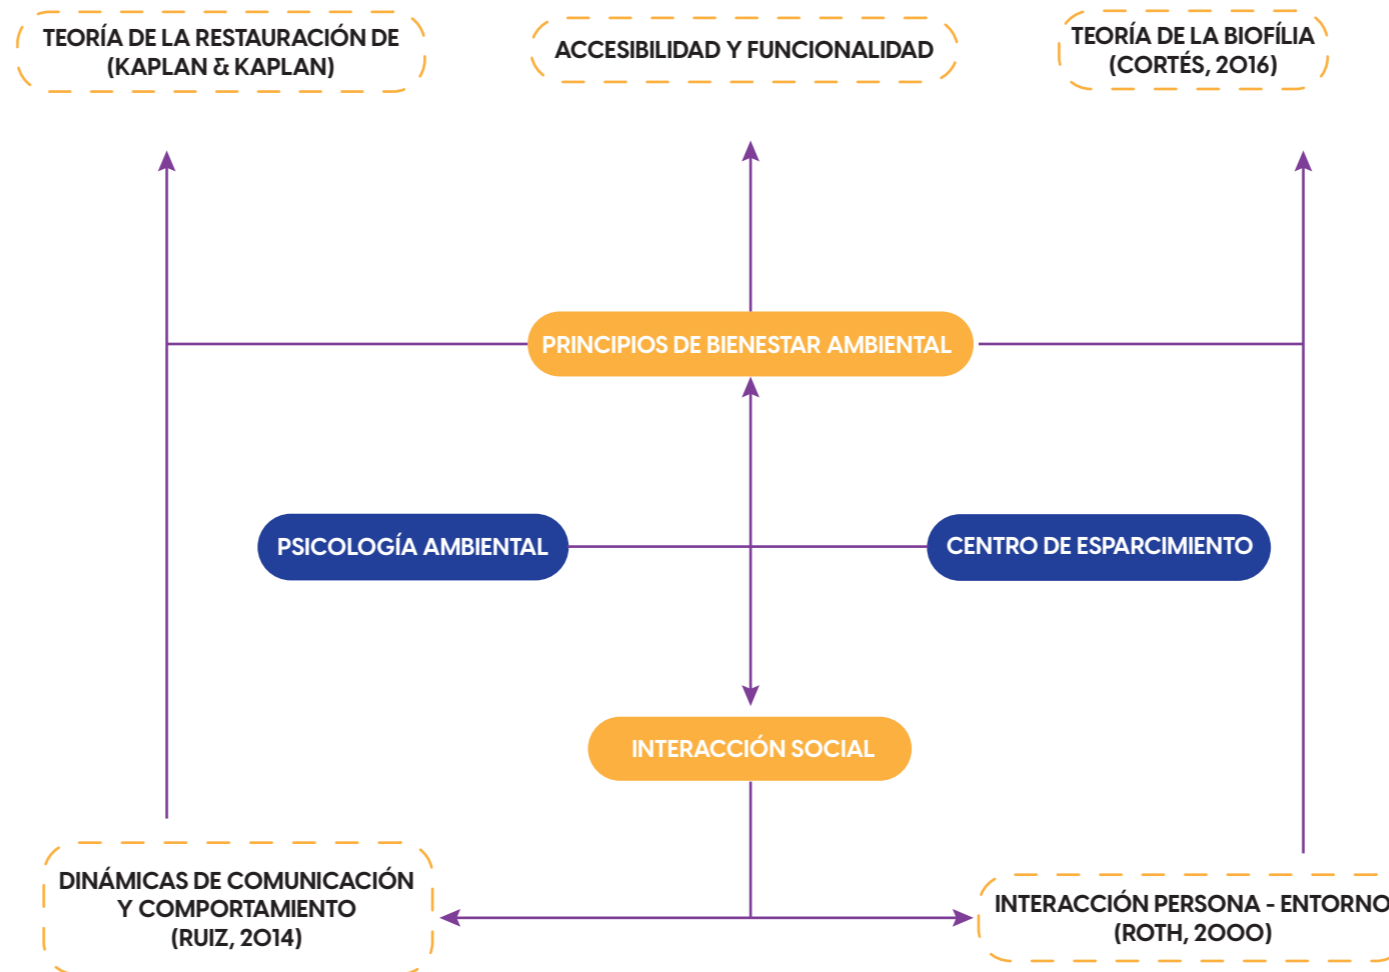 TEORÍA DE LA RESTAURACIÓN DE
(KAPLAN & KAPLAN)
ACCESIBILIDAD Y FUNCIONALIDAD
TEORÍA DE LA BIOFÍLIA
(CORTÉS, 2016)
PRINCIPIOS DE BIENESTAR AMBIENTAL
PSICOLOGÍA AMBIENTAL
CENTRO DE ESPARCIMIENTO
INTERACCIÓN SOCIAL
DINÁMICAS DE COMUNICACIÓN
Y COMPORTAMIENTO
(RUIZ, 2014)
INTERACCIÓN PERSONA - ENTORNO
(ROTH, 2000)